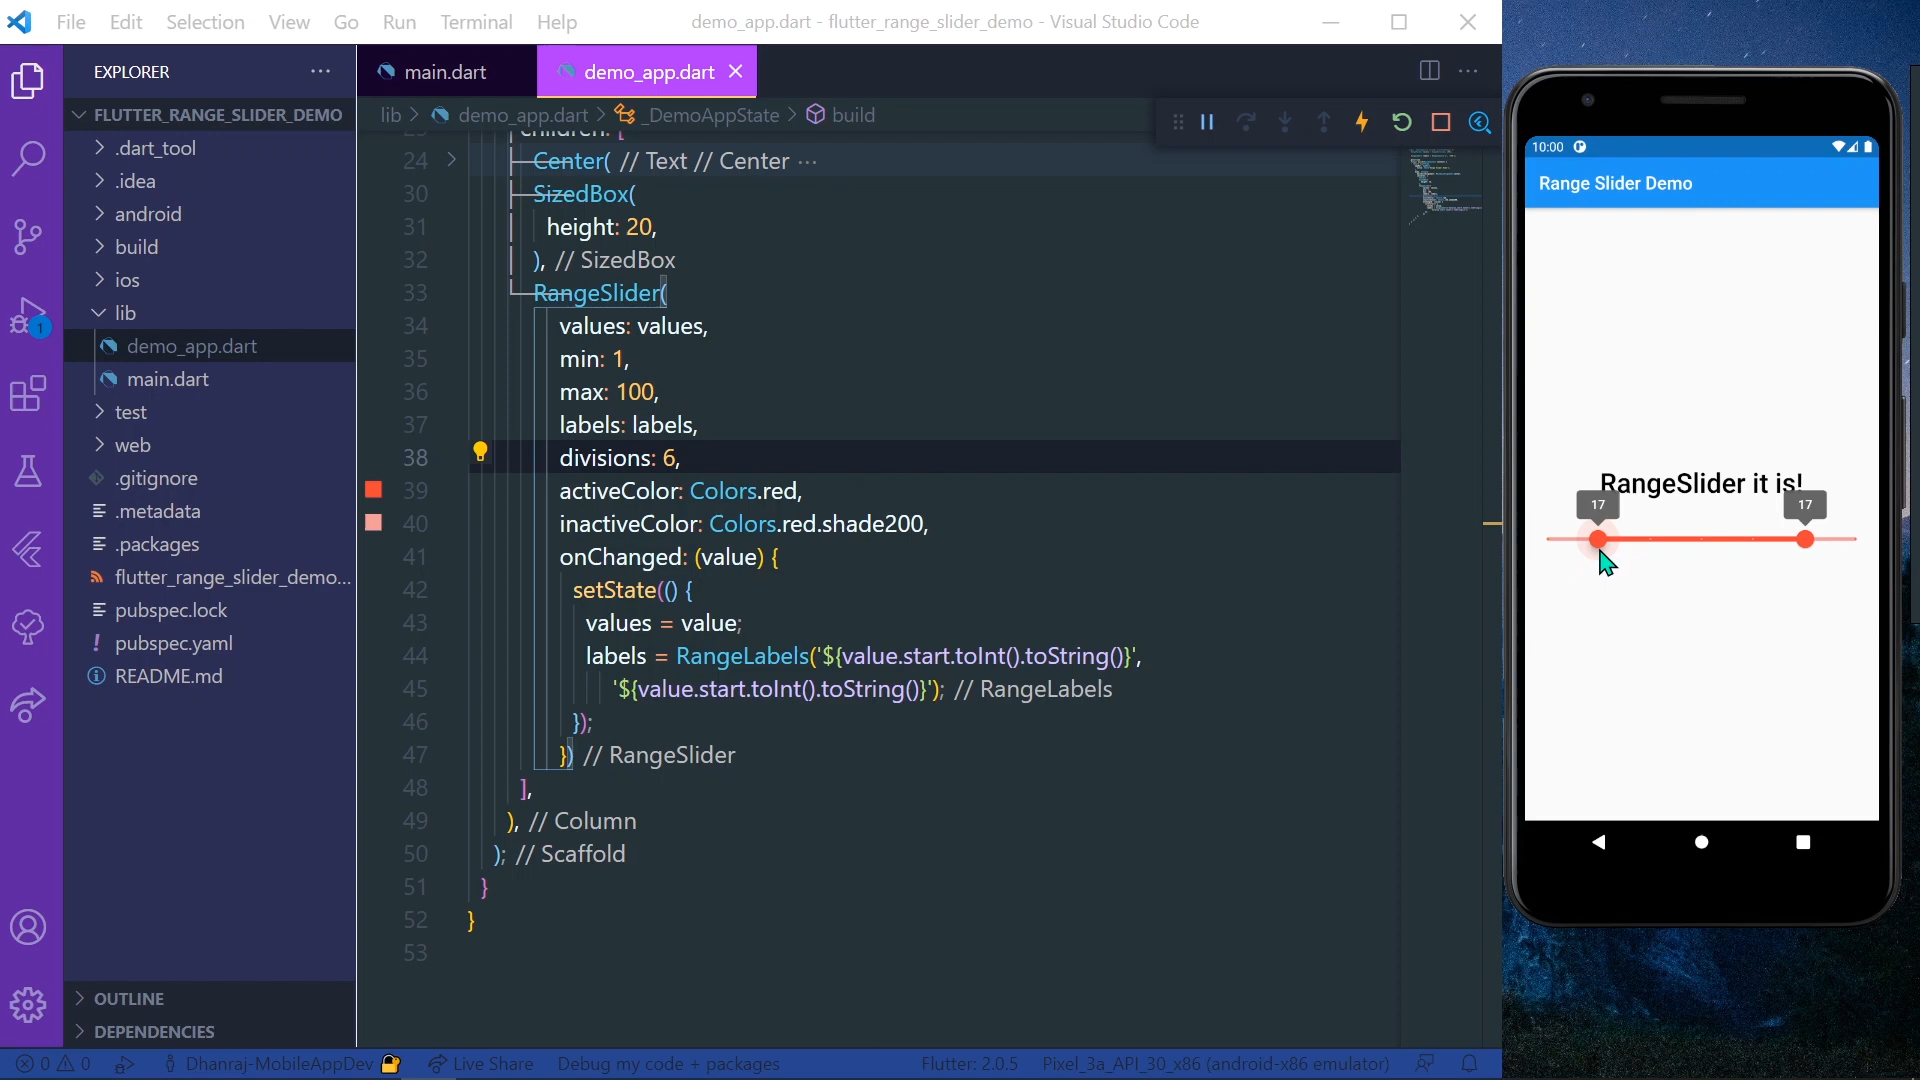 File Edit Selection View Go Run Terminal Help
demo_app.dart - flutter_range_slider_demo - Visual Studio Code
EXPLORER
main.dart
demo_app.dart
FLUTTER_RANGE_SLIDER_DEMO
.dart_tool
.idea
android
build
ios
lib
demo_app.dart
main.dart
test
web
.gitignore
.metadata
.packages
flutter_range_slider_demo...
pubspec.lock
pubspec.yaml
README.md
OUTLINE
DEPENDENCIES
1
lib > demo_app.dart > _DemoAppState > build
23 children: [
24 Center( // Text // Center ...
30 SizedBox(
31 height: 20,
32 ), // SizedBox
33 RangeSlider(
34 values: values,
35 min: 1,
36 max: 100,
37 labels: labels,
38 divisions: 6,
39 activeColor: Colors.red,
40 inactiveColor: Colors.red.shade200,
41 onChanged: (value) {
42 setState(() {
43 values = value;
44 labels = RangeLabels('${value.start.toInt().toString()}',
45 '${value.start.toInt().toString()}'); // RangeLabels
46 });
47 }) // RangeSlider
48 ],
49 ), // Column
50 ); // Scaffold
51 }
52 }
53
10:00
Range Slider Demo
RangeSlider it is!
17 17
0 0 Dhanraj-MobileAppDev Live Share Debug my code + packages Flutter: 2.0.5 Pixel_3a_API_30_x86 (android-x86 emulator)